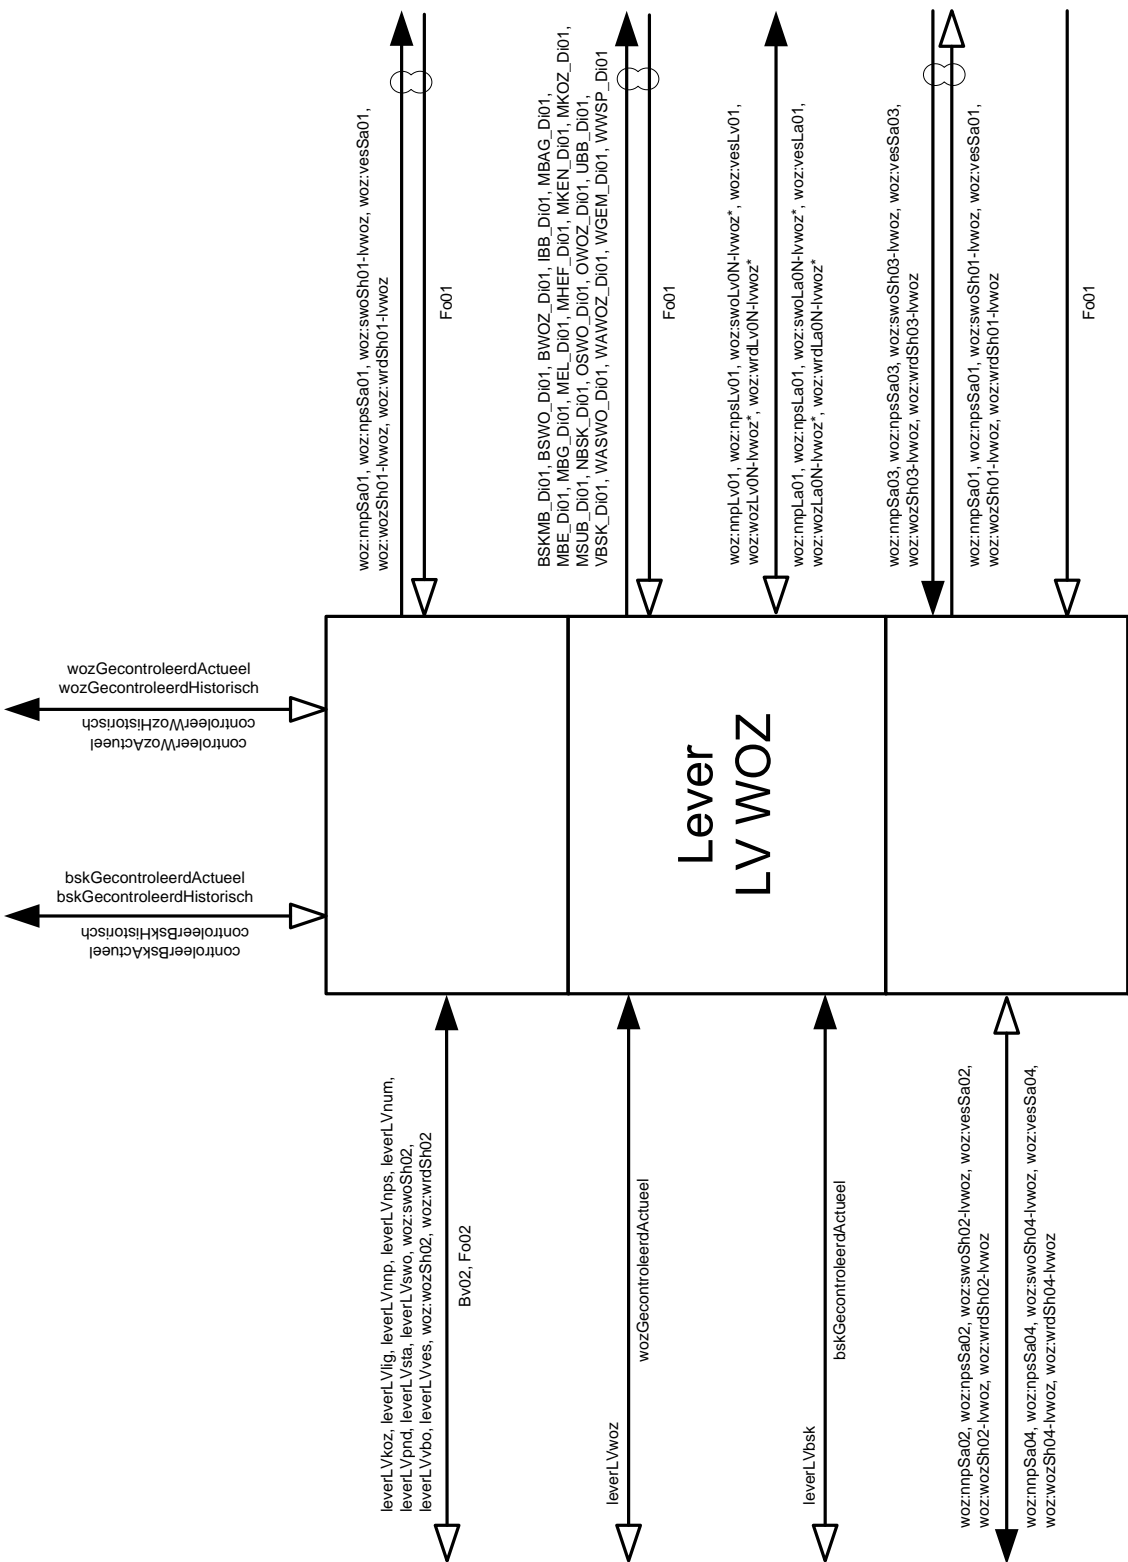 woz:nnpSa01, woz:npsSa01, woz:swoSh01-lvwoz, woz:vesSa01,
woz:wozSh01-lvwoz, woz:wrdSh01-lvwoz
Fo01
BSKMB_Di01, BSWO_Di01, BWOZ_Di01, IBB_Di01, MBAG_Di01,
MBE_Di01, MBG_Di01, MEL_Di01, MHEF_Di01, MKEN_Di01, MKOZ_Di01,
MSUB_Di01, NBSK_Di01, OSWO_Di01, OWOZ_Di01, UBB_Di01,
VBSK_Di01, WASWO_Di01, WAWOZ_Di01, WGEM_Di01, WWSP_Di01
Fo01
woz:nnpLv01, woz:npsLv01, woz:swoLv0N-lvwoz*, woz:vesLv01,
woz:wozLv0N-lvwoz*, woz:wrdLv0N-lvwoz*
woz:nnpLa01, woz:npsLa01, woz:swoLa0N-lvwoz*, woz:vesLa01,
woz:wozLa0N-lvwoz*, woz:wrdLa0N-lvwoz*
woz:nnpSa03, woz:npsSa03, woz:swoSh03-lvwoz, woz:vesSa03,
woz:wozSh03-lvwoz, woz:wrdSh03-lvwoz
woz:nnpSa01, woz:npsSa01, woz:swoSh01-lvwoz, woz:vesSa01,
woz:wozSh01-lvwoz, woz:wrdSh01-lvwoz
Fo01
wozGecontroleerdActueel
wozGecontroleerdHistorisch
controleerWozActueel
controleerWozHistorisch
bskGecontroleerdActueel
bskGecontroleerdHistorisch
controleerBskActueel
controleerBskHistorisch
Lever
LV WOZ
leverLVkoz, leverLVlig, leverLVnnp, leverLVnps, leverLVnum,
leverLVpnd, leverLVsta, leverLVswo, woz:swoSh02,
leverLVvbo, leverLVves, woz:wozSh02, woz:wrdSh02
Bv02, Fo02
leverLVwoz
wozGecontroleerdActueel
leverLVbsk
bskGecontroleerdActueel
woz:nnpSa02, woz:npsSa02, woz:swoSh02-lvwoz, woz:vesSa02,
woz:wozSh02-lvwoz, woz:wrdSh02-lvwoz
woz:nnpSa04, woz:npsSa04, woz:swoSh04-lvwoz, woz:vesSa04,
woz:wozSh04-lvwoz, woz:wrdSh04-lvwoz